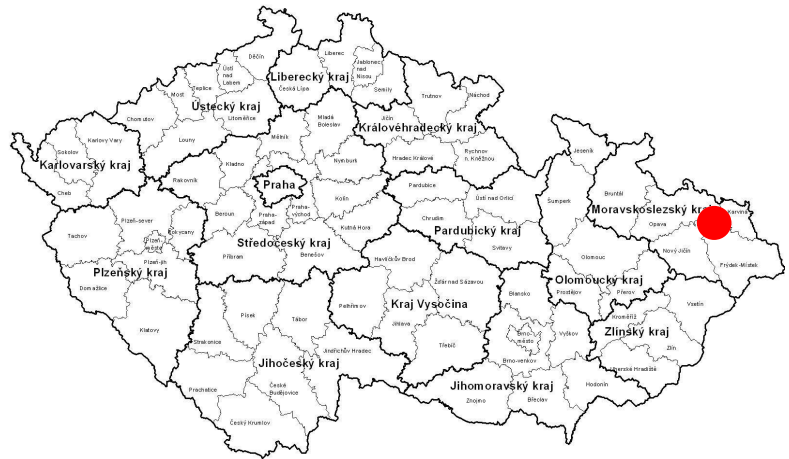 Děčín
Liberec
Ústí
nad
Labem
Jablonec
nad
Nisou
Teplice
Liberecký kraj
Česká Lípa
Semily
Most
Ústecký kraj
Litoměřice
Chomutov
Trutnov
Náchod
Louny
Mladá
Boleslav
Mělník
Jičín
Královéhradecký kraj
Karlovy Vary
Sokolov
Karlovarský kraj
Cheb
Rakovník
Kladno
Nymburk
Hradec Králové
Rychnov
n. Kněžnou
Jeseník
Praha
Kolín
Pardubice
Ústí nad Orlicí
Šumperk
Bruntál
Moravskoslezský kraj
Karviná
Opava
Beroun
Praha-
západ
Praha-
východ
Kutná Hora
Chrudim
Pardubický kraj
Svitavy
Středočeský kraj
Příbram
Benešov
Tachov
Plzeň-sever
Rokycany
Plzeň-
město
Plzeň-jih
Plzeňský kraj
Domažlice
Klatovy
Havlíčkův Brod
Žďár nad Sázavou
Olomouc
Nový Jičín
Frýdek-Místek
Olomoucký kraj
Prostějov
Přerov
Pelhřimov
Kraj Vysočina
Jihlava
Třebíč
Blansko
Brno-
město
Vyškov
Brno-venkov
Vsetín
Kroměříž
Zlínský kraj
Zlín
Uherské Hradiště
Písek
Tábor
Strakonice
Jindřichův Hradec
Jihočeský kraj
Prachatice
České
Budějovice
Český Krumlov
Jihomoravský kraj
Znojmo
Břeclav
Hodonín